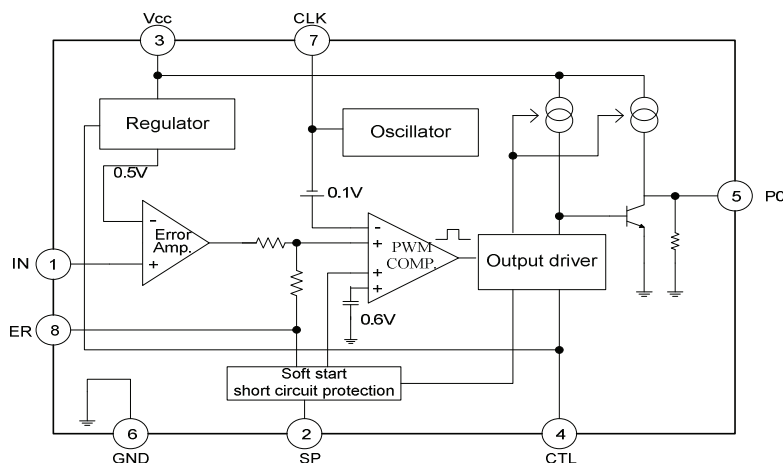 Vcc
3
CLK
7
Regulator
Oscillator
0.5V
0.1V
5
PO
-
Error
Amp.
+
-
+
PWM
COMP.
+
+
Output driver
IN
1
0.6V
ER
8
Soft start
short circuit protection
6
GND
2
SP
4
CTL